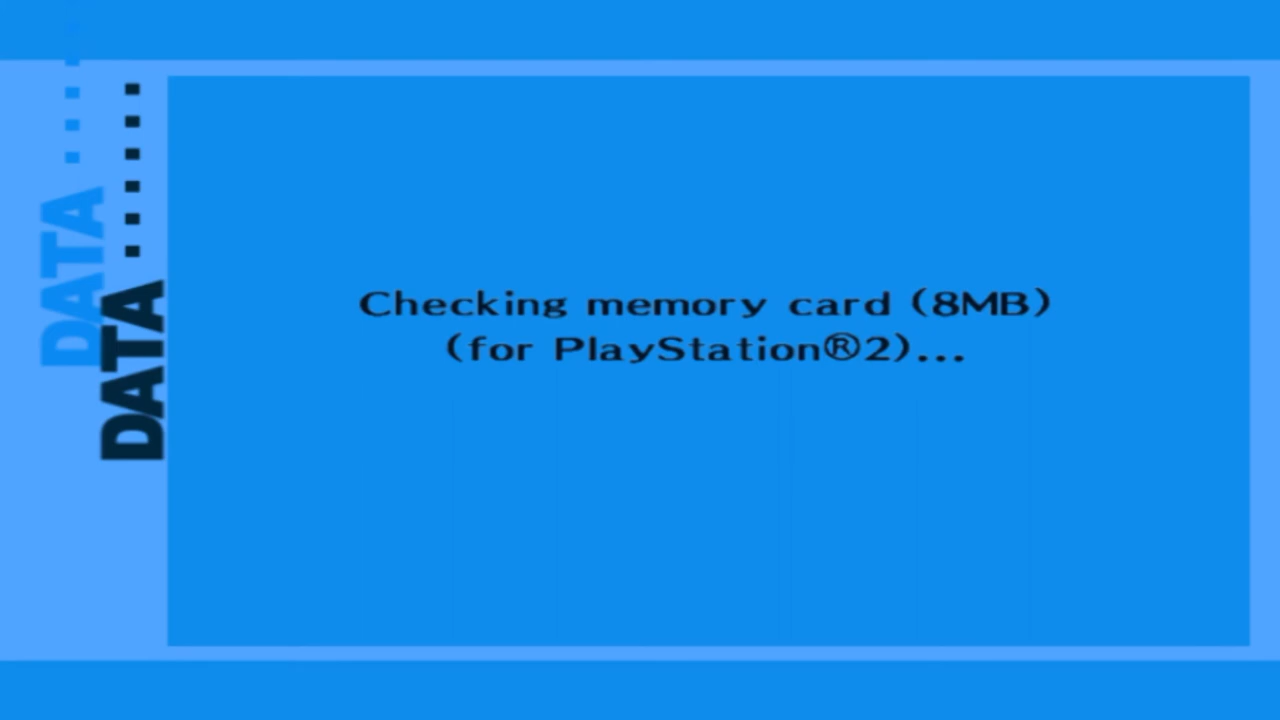 DATA ......
DATA ......
Checking memory card (8MB)
(for PlayStation®2)...